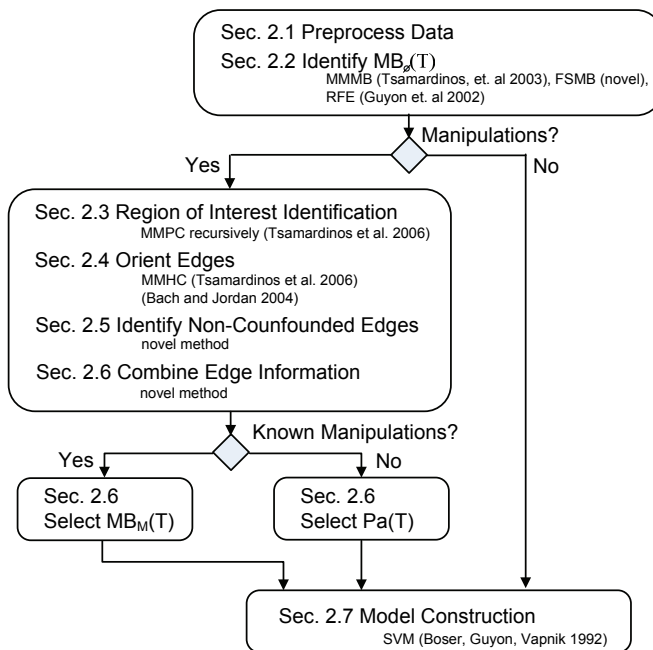 Sec. 2.1 Preprocess Data
Sec. 2.2 Identify MB∅(T)
MMMB (Tsamardinos, et. al 2003), FSMB (novel),
RFE (Guyon et. al 2002)
Manipulations?
Yes
No
Sec. 2.3 Region of Interest Identification
MMPC recursively (Tsamardinos et al. 2006)
Sec. 2.4 Orient Edges
MMHC (Tsamardinos et al. 2006)
(Bach and Jordan 2004)
Sec. 2.5 Identify Non-Counfounded Edges
novel method
Sec. 2.6 Combine Edge Information
novel method
Known Manipulations?
Yes
No
Sec. 2.6
Select MBM(T)
Sec. 2.6
Select Pa(T)
Sec. 2.7 Model Construction
SVM (Boser, Guyon, Vapnik 1992)